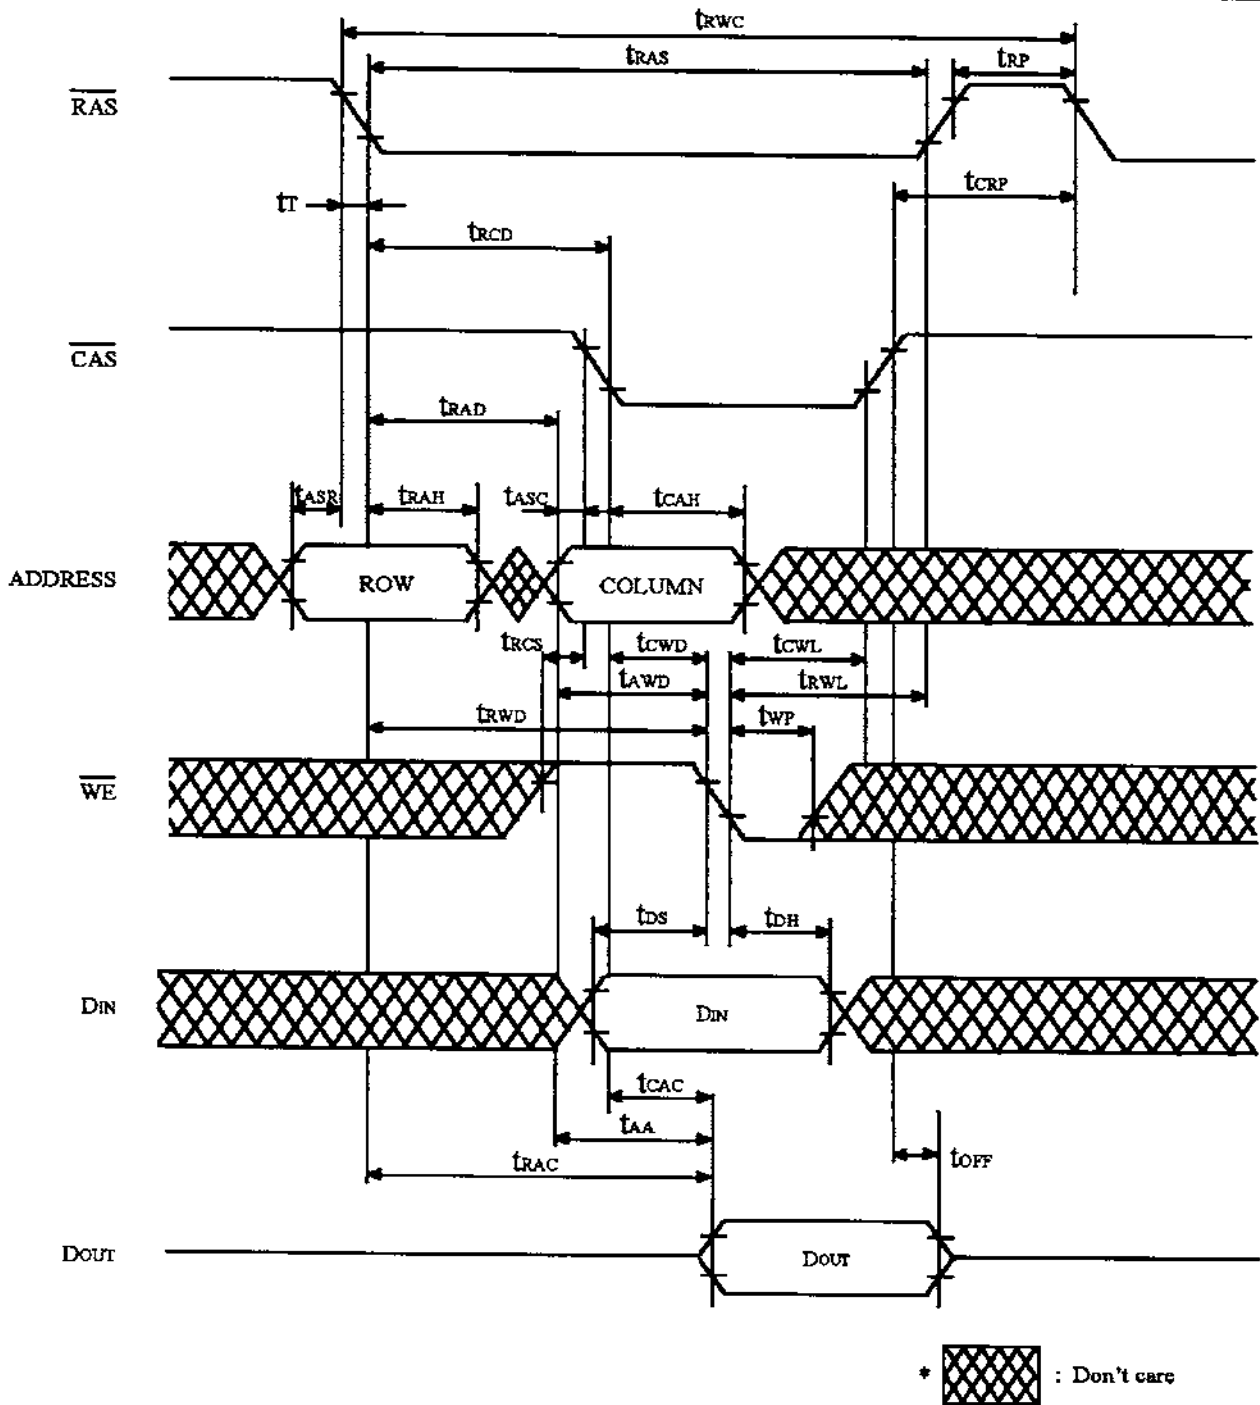 tRWC
tRAS
tRP
RAS
tCRP
tT
tRCD
CAS
tRAD
tASR
tRAH
tASC
tCAH
ADDRESS
ROW
COLUMN
tRCS
tCWD
tCWL
tAWD
tRWL
tRWD
tWP
WE
tDS
tDH
DIN
DIN
tCAC
tAA
tOFF
tRAC
DOUT
DOUT
* : Don't care